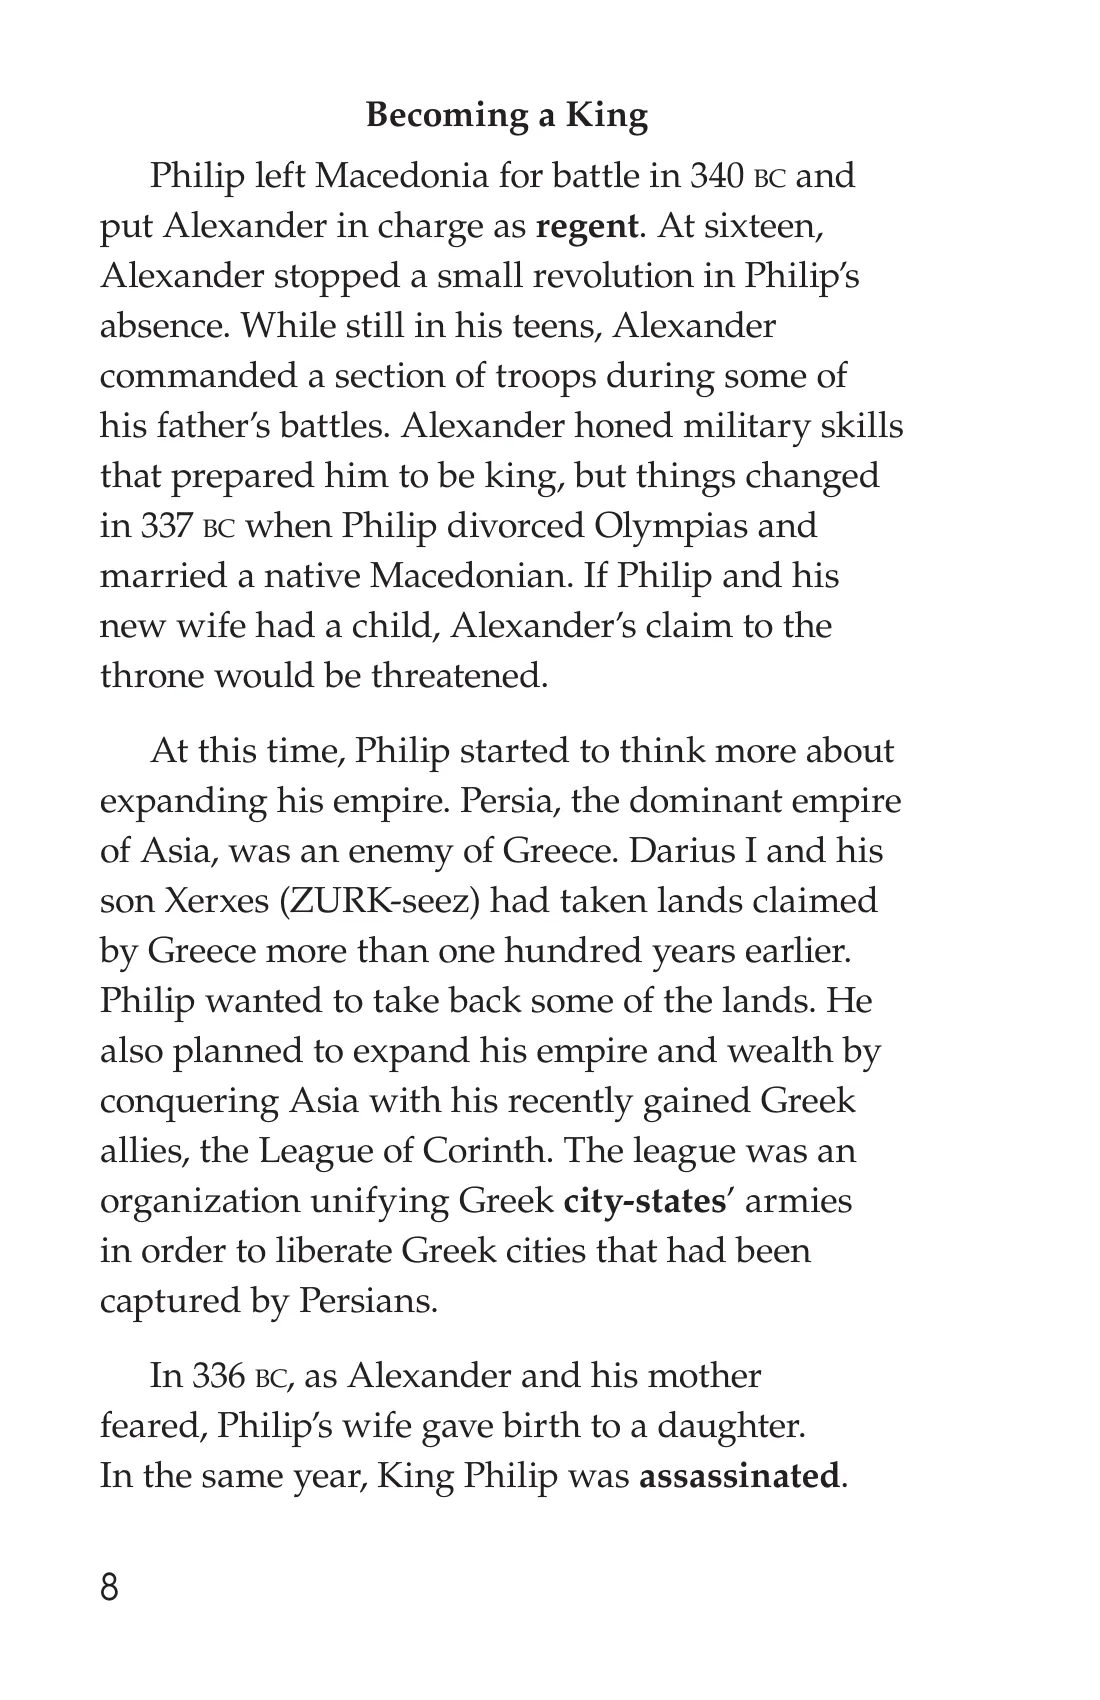 Becoming a King
Philip left Macedonia for battle in 340 BC and
put Alexander in charge as regent. At sixteen,
Alexander stopped a small revolution in Philip’s
absence. While still in his teens, Alexander
commanded a section of troops during some of
his father’s battles. Alexander honed military skills
that prepared him to be king, but things changed
in 337 BC when Philip divorced Olympias and
married a native Macedonian. If Philip and his
new wife had a child, Alexander’s claim to the
throne would be threatened.
At this time, Philip started to think more about
expanding his empire. Persia, the dominant empire
of Asia, was an enemy of Greece. Darius I and his
son Xerxes (ZURK-seez) had taken lands claimed
by Greece more than one hundred years earlier.
Philip wanted to take back some of the lands. He
also planned to expand his empire and wealth by
conquering Asia with his recently gained Greek
allies, the League of Corinth. The league was an
organization unifying Greek city-states’ armies
in order to liberate Greek cities that had been
captured by Persians.
In 336 BC, as Alexander and his mother
feared, Philip’s wife gave birth to a daughter.
In the same year, King Philip was assassinated.
8